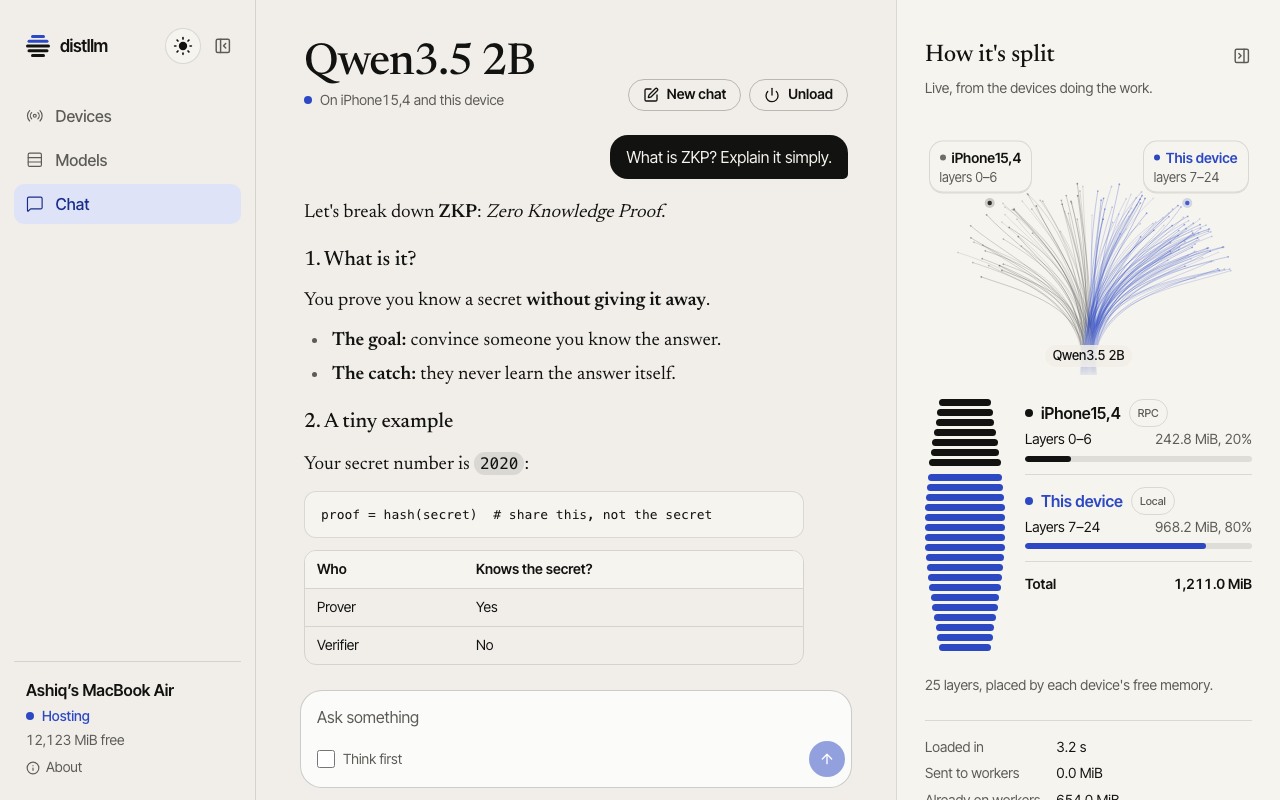 distllm
Devices
Models
Chat
Ashiq's MacBook Air
Hosting
12,123 MiB free
About
Qwen3.5 2B
On iPhone15,4 and this device
New chat
Unload
What is ZKP? Explain it simply.
Let's break down ZKP: Zero Knowledge Proof.
1. What is it?
You prove you know a secret without giving it away.
• The goal: convince someone you know the answer.
• The catch: they never learn the answer itself.
2. A tiny example
Your secret number is 2020:
proof = hash(secret)  # share this, not the secret
Who Knows the secret?
Prover Yes
Verifier No
Ask something
Think first
How it's split
Live, from the devices doing the work.
iPhone15,4
layers 0–6
This device
layers 7–24
Qwen3.5 2B
iPhone15,4 RPC
Layers 0–6 242.8 MiB, 20%
This device Local
Layers 7–24 968.2 MiB, 80%
Total 1,211.0 MiB
25 layers, placed by each device's free memory.
Loaded in 3.2 s
Sent to workers 0.0 MiB
Already on workers 654.0 MiB